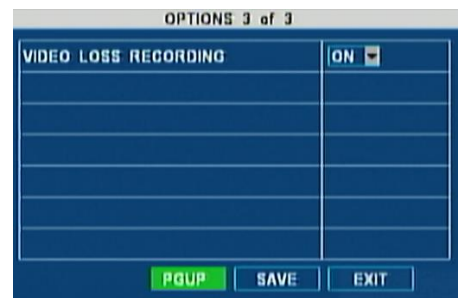 OPTIONS 3 of 3
VIDEO LOSS RECORDING ON
PGUP SAVE EXIT